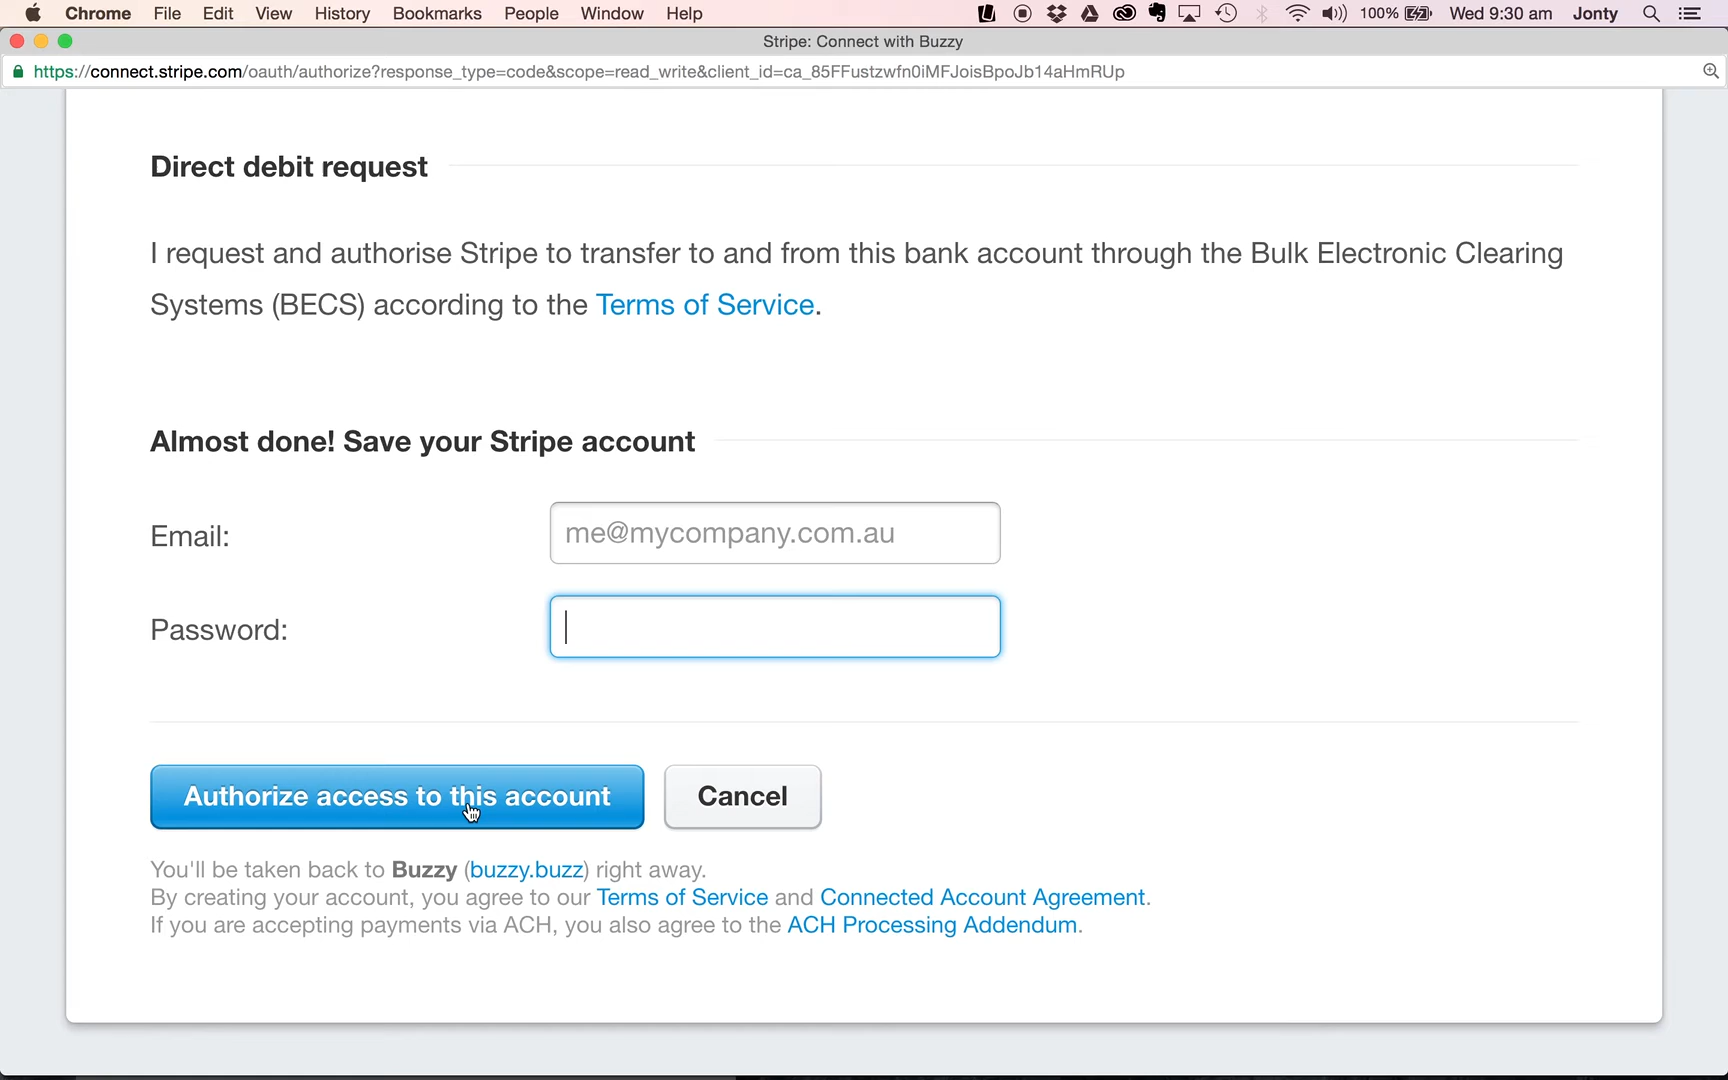 Chrome File Edit View History Bookmarks People Window Help 100% Wed 9:30 am Jonty
Stripe: Connect with Buzzy
https://connect.stripe.com/oauth/authorize?response_type=code&scope=read_write&client_id=ca_85FFustzwfn0iMFJoisBpoJb14aHmRUp
Direct debit request
I request and authorise Stripe to transfer to and from this bank account through the Bulk Electronic Clearing
Systems (BECS) according to the Terms of Service.
Almost done! Save your Stripe account
Email: me@mycompany.com.au
Password:
Authorize access to this account Cancel
You'll be taken back to Buzzy (buzzy.buzz) right away.
By creating your account, you agree to our Terms of Service and Connected Account Agreement.
If you are accepting payments via ACH, you also agree to the ACH Processing Addendum.